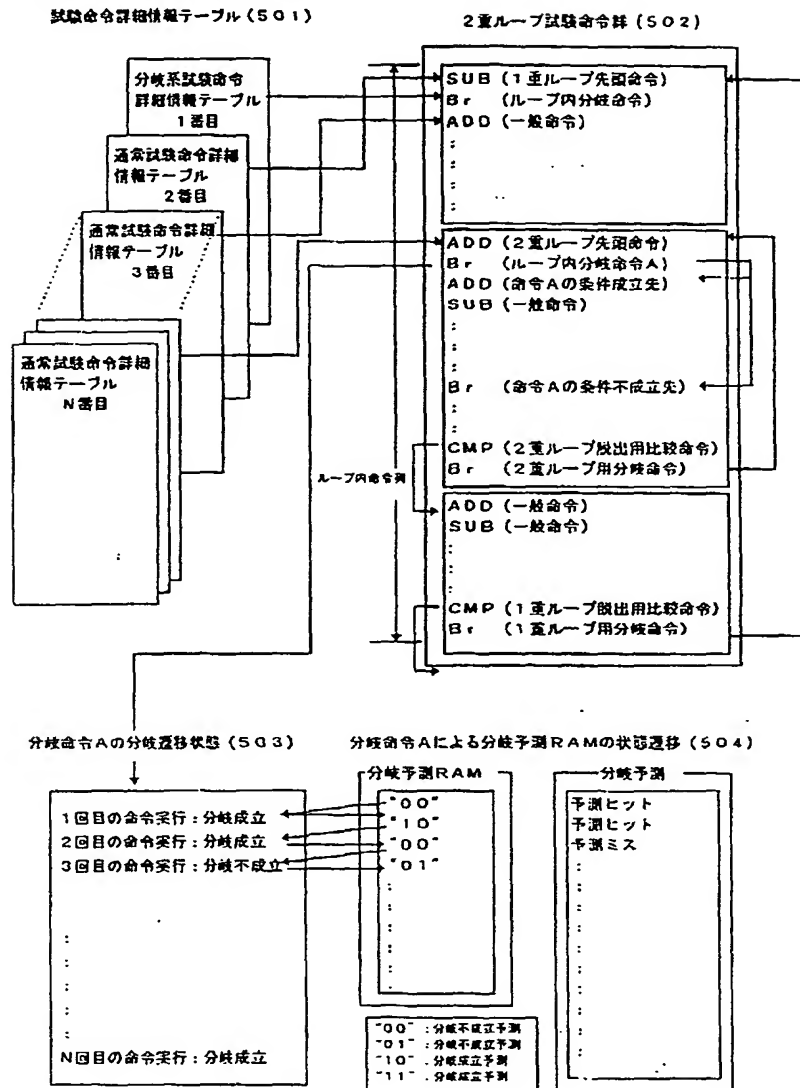 試験命令詳細情報テーブル（501）
2重ループ試験命令群（502）
分岐系試験命令
詳細情報テーブル
1番目
通常試験命令詳細
情報テーブル
2番目
通常試験命令詳細
情報テーブル
3番目
通常試験命令詳細
情報テーブル
N番目
:
ループ内命令列
SUB（1重ループ先頭命令）
Br （ループ内分岐命令）
ADD（一般命令）
:
:
:
:
ADD（2重ループ先頭命令）
Br （ループ内分岐命令A）
ADD（命令Aの条件成立先）
SUB（一般命令）
:
:
:
Br （命令Aの条件不成立先）
:
:
CMP（2重ループ脱出用比較命令）
Br （2重ループ用分岐命令）
ADD（一般命令）
SUB（一般命令）
:
:
:
CMP（1重ループ脱出用比較命令）
Br （1重ループ用分岐命令）
分岐命令Aの分岐遷移状態（503）
1回目の命令実行：分岐成立
2回目の命令実行：分岐成立
3回目の命令実行：分岐不成立
:
:
:
:
:
N回目の命令実行：分岐成立
分岐命令Aによる分岐予測RAMの状態遷移（504）
分岐予測RAM
"00"
"10"
"00"
"01"
:
:
:
:
:
分岐予測
予測ヒット
予測ヒット
予測ミス
:
:
:
:
:
:
:
:
:
:
"00"：分岐不成立予測
"01"：分岐不成立予測
"10"：分岐成立予測
"11"：分岐成立予測